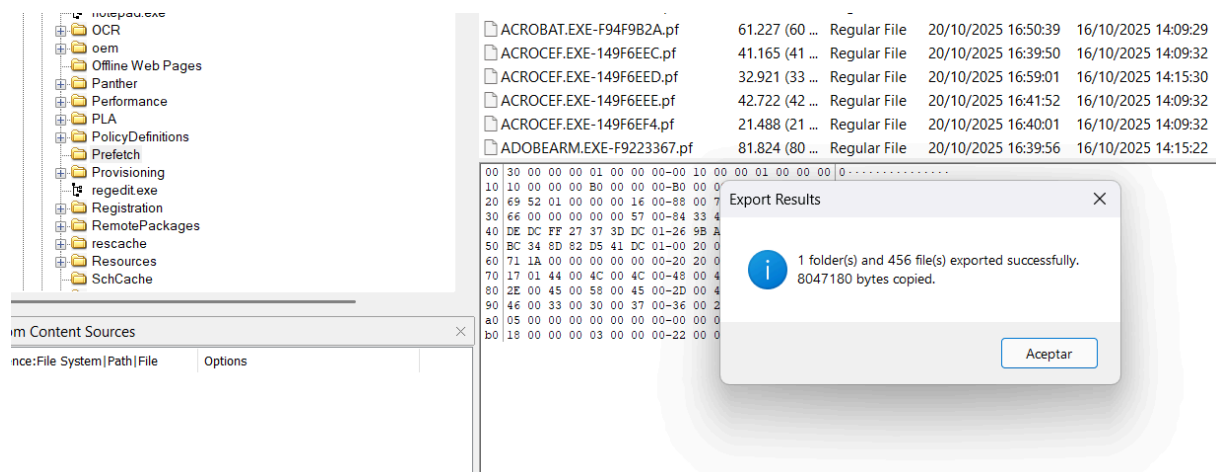 notepad.exe
OCR
oem
Offline Web Pages
Panther
Performance
PLA
PolicyDefinitions
Prefetch
Provisioning
regedit.exe
Registration
RemotePackages
rescache
Resources
SchCache
ACROBAT.EXE-F94F9B2A.pf 61.227 (60 ... Regular File 20/10/2025 16:50:39 16/10/2025 14:09:29
ACROCEF.EXE-149F6EEC.pf 41.165 (41 ... Regular File 20/10/2025 16:39:50 16/10/2025 14:09:32
ACROCEF.EXE-149F6EED.pf 32.921 (33 ... Regular File 20/10/2025 16:59:01 16/10/2025 14:15:30
ACROCEF.EXE-149F6EEE.pf 42.722 (42 ... Regular File 20/10/2025 16:41:52 16/10/2025 14:09:32
ACROCEF.EXE-149F6EF4.pf 21.488 (21 ... Regular File 20/10/2025 16:40:01 16/10/2025 14:09:32
ADOBEARM.EXE-F9223367.pf 81.824 (80 ... Regular File 20/10/2025 16:39:56 16/10/2025 14:15:22
00 30 00 00 00 01 00 00 00-00 10 00 00 01 00 00 00 0···············
10 10 00 00 00 B0 00 00 00-B0 00 0
20 69 52 01 00 00 00 16 00-88 00 7
30 66 00 00 00 00 00 57 00-84 33 4
40 DE DC FF 27 37 3D DC 01-26 9B A
50 BC 34 8D 82 D5 41 DC 01-00 20 0
60 71 1A 00 00 00 00 00 00-20 20 0
70 17 01 44 00 4C 00 4C 00-48 00 4
80 2E 00 45 00 58 00 45 00-2D 00 4
90 46 00 33 00 30 00 37 00-36 00 2
a0 05 00 00 00 00 00 00 00-00 00 0
b0 18 00 00 00 03 00 00 00-22 00 0
Export Results
1 folder(s) and 456 file(s) exported successfully.
8047180 bytes copied.
Aceptar
om Content Sources
ence:File System|Path|File Options